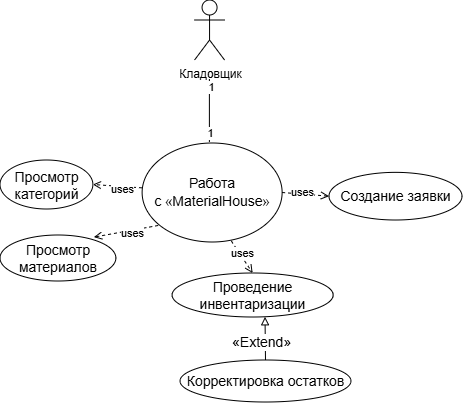 Кладовщик
1
1
Работа
с «MaterialHouse»
Просмотр
категорий
uses
uses
Создание заявки
uses
Просмотр
материалов
uses
Проведение
инвентаризации
«Extend»
Корректировка остатков